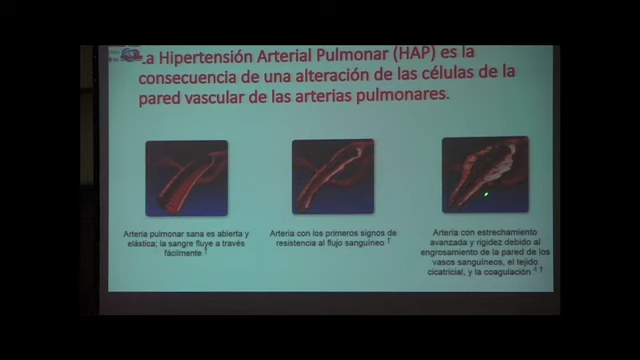 La Hipertensión Arterial Pulmonar (HAP) es la
consecuencia de una alteración de las células de la
pared vascular de las arterias pulmonares.
Arteria pulmonar sana es abierta y
elástica; la sangre fluye a través
fácilmente †
Arteria con los primeros signos de
resistencia al flujo sanguíneo †
Arteria con estrechamiento
avanzada y rigidez debido al
engrosamiento de la pared de los
vasos sanguíneos, el tejido
cicatricial, y la coagulación